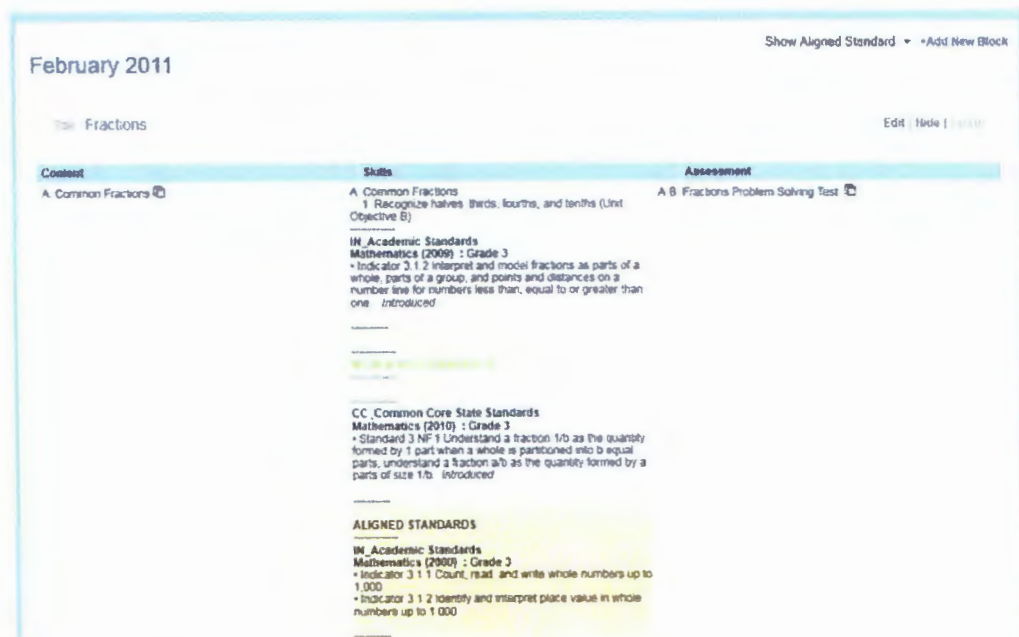 Show Aligned Standard +Add New Block
February 2011
Fractions
Edit | Hide |
Content Skills Assessment
A. Common Fractions
A Common Fractions
1 Recognize halves, thirds, fourths, and tenths (Unit
Objective B)
IN_Academic Standards
Mathematics (2009) : Grade 3
• Indicator 3.1.2 Interpret and model fractions as parts of a
whole, parts of a group, and points and distances on a
number line for numbers less than, equal to or greater than
one. Introduced
CC_Common Core State Standards
Mathematics (2010) : Grade 3
• Standard 3 NF 1 Understand a fraction 1/b as the quantity
formed by 1 part when a whole is partitioned into b equal
parts, understand a fraction a/b as the quantity formed by a
parts of size 1/b. Introduced
ALIGNED STANDARDS
IN_Academic Standards
Mathematics (2000) : Grade 3
• Indicator 3 1 1 Count, read, and write whole numbers up to
1,000
• Indicator 3 1 2 Identify and interpret place value in whole
numbers up to 1 000
A B Fractions Problem Solving Test